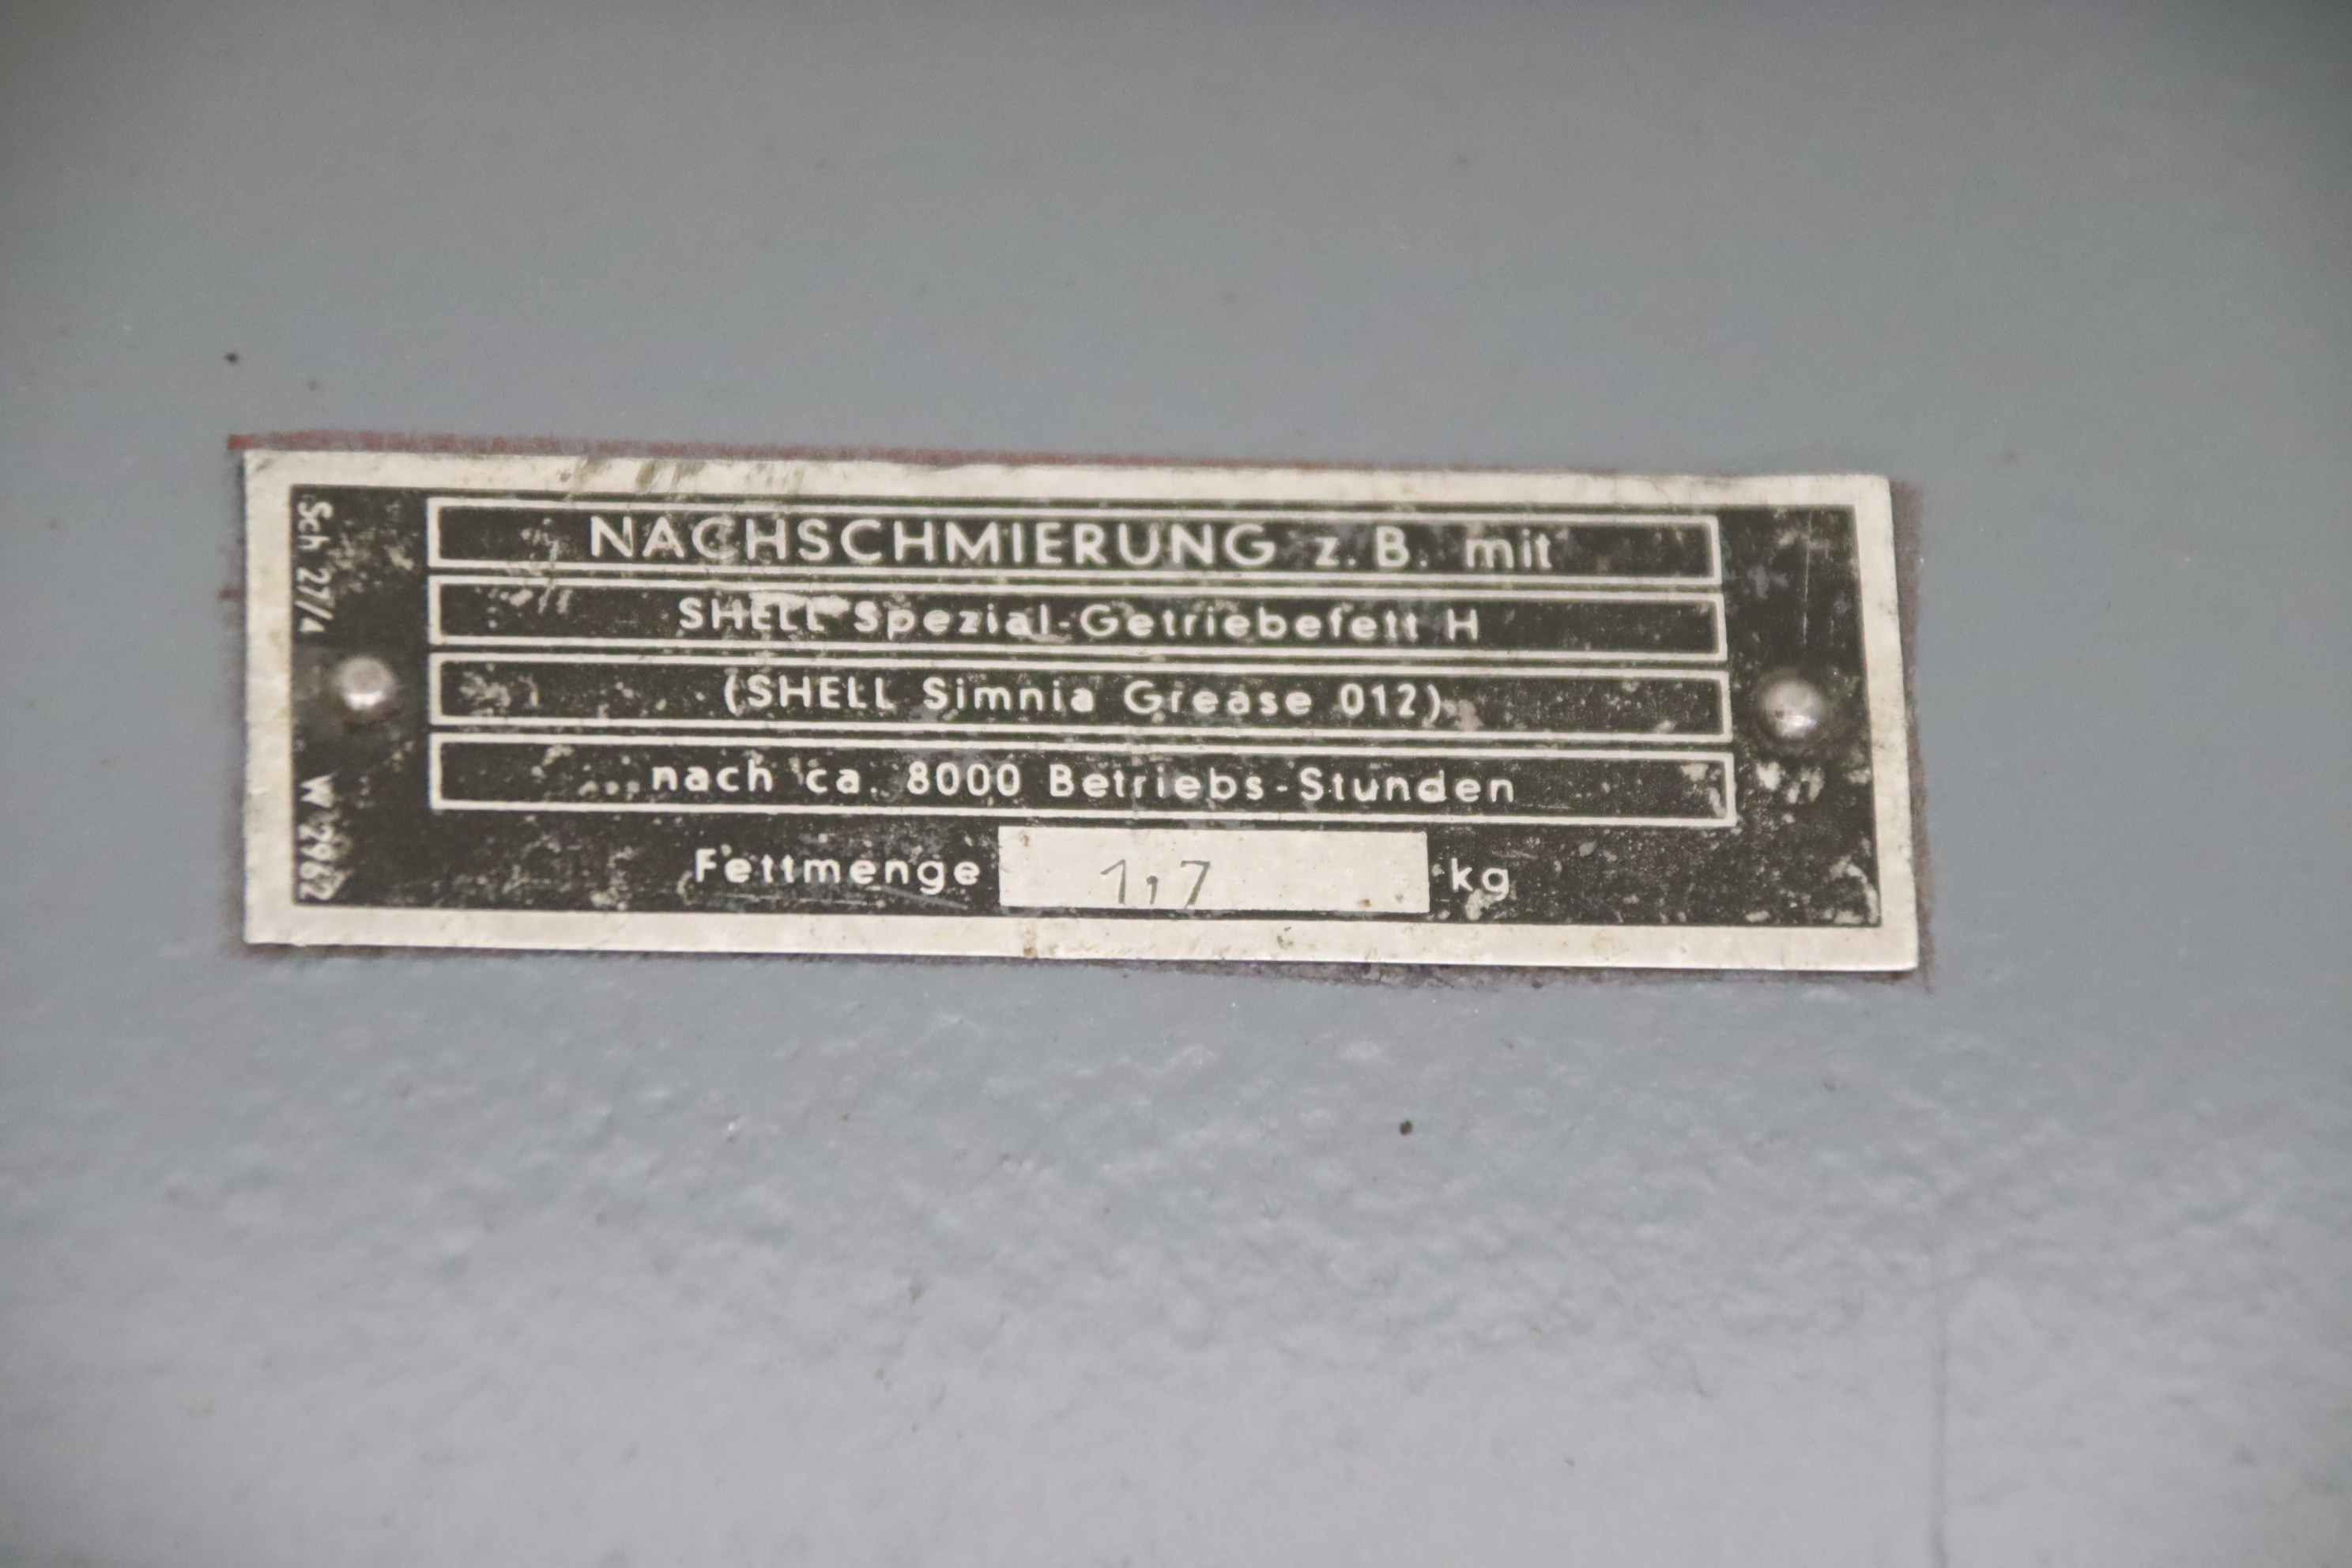 NACHSCHMIERUNG z. B. mit
SHELL Spezial-Getriebefett H
(SHELL Simnia Grease 012)
nach ca. 8000 Betriebs-Stunden
Fettmenge 1,7 kg
Sch 27/4
W 2962